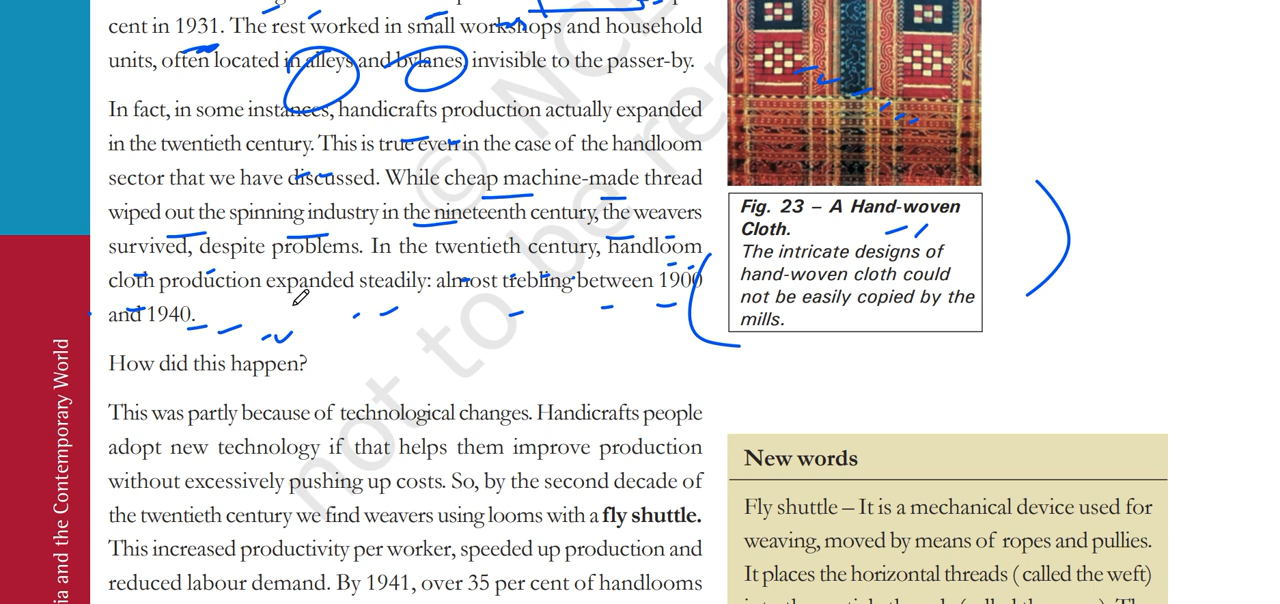 cent in 1931. The rest worked in small workshops and household
units, often located in alleys and bylanes, invisible to the passer-by.
In fact, in some instances, handicrafts production actually expanded
in the twentieth century. This is true even in the case of the handloom
sector that we have discussed. While cheap machine-made thread
wiped out the spinning industry in the nineteenth century, the weavers
survived, despite problems. In the twentieth century, handloom
cloth production expanded steadily: almost trebling between 1900
and 1940.
How did this happen?
This was partly because of technological changes. Handicrafts people
adopt new technology if that helps them improve production
without excessively pushing up costs. So, by the second decade of
the twentieth century we find weavers using looms with a fly shuttle.
This increased productivity per worker, speeded up production and
reduced labour demand. By 1941, over 35 per cent of handlooms
Fig. 23 – A Hand-woven
Cloth.
The intricate designs of
hand-woven cloth could
not be easily copied by the
mills.
New words
Fly shuttle – It is a mechanical device used for
weaving, moved by means of ropes and pullies.
It places the horizontal threads ( called the weft)
ia and the Contemporary World
© NCE
not to be re